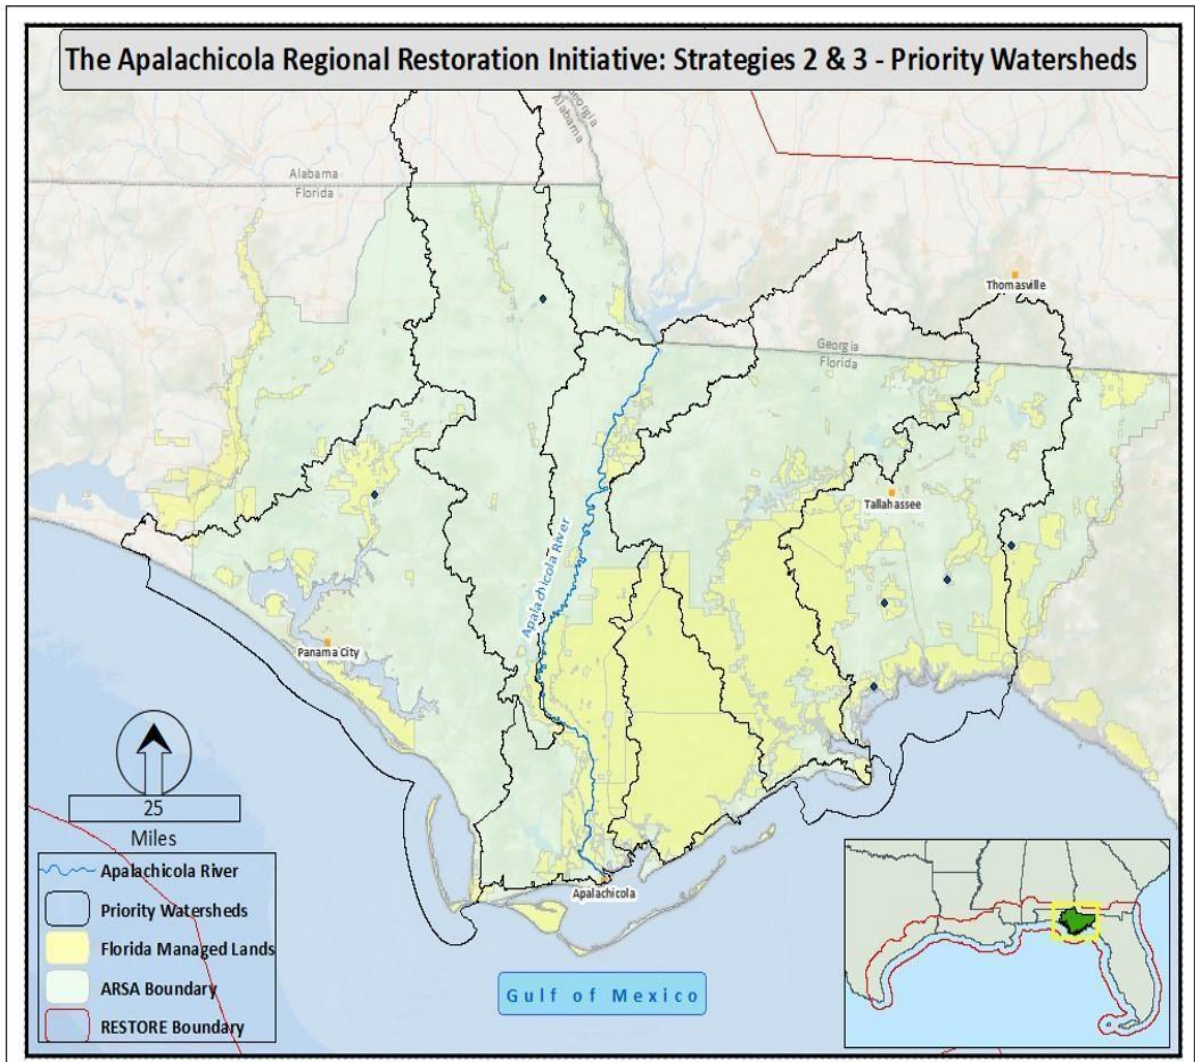 The Apalachicola Regional Restoration Initiative: Strategies 2 & 3 - Priority Watersheds
Georgia
Alabama
Alabama
Florida
Thomasville
Georgia
Florida
Tallahassee
Apalachicola River
Panama City
25
Miles
Apalachicola River
Priority Watersheds
Florida Managed Lands
ARSA Boundary
RESTORE Boundary
Apalachicola
Gulf of Mexico